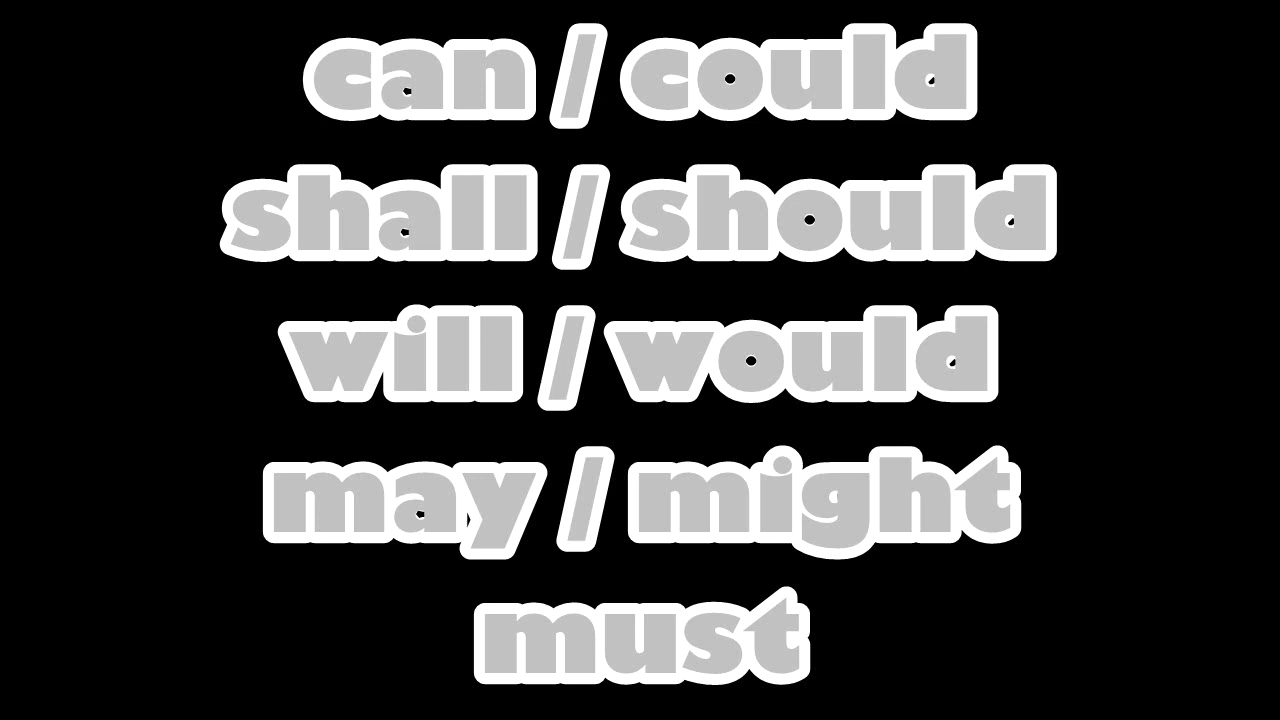 can / could
shall / should
will / would
may / might
must